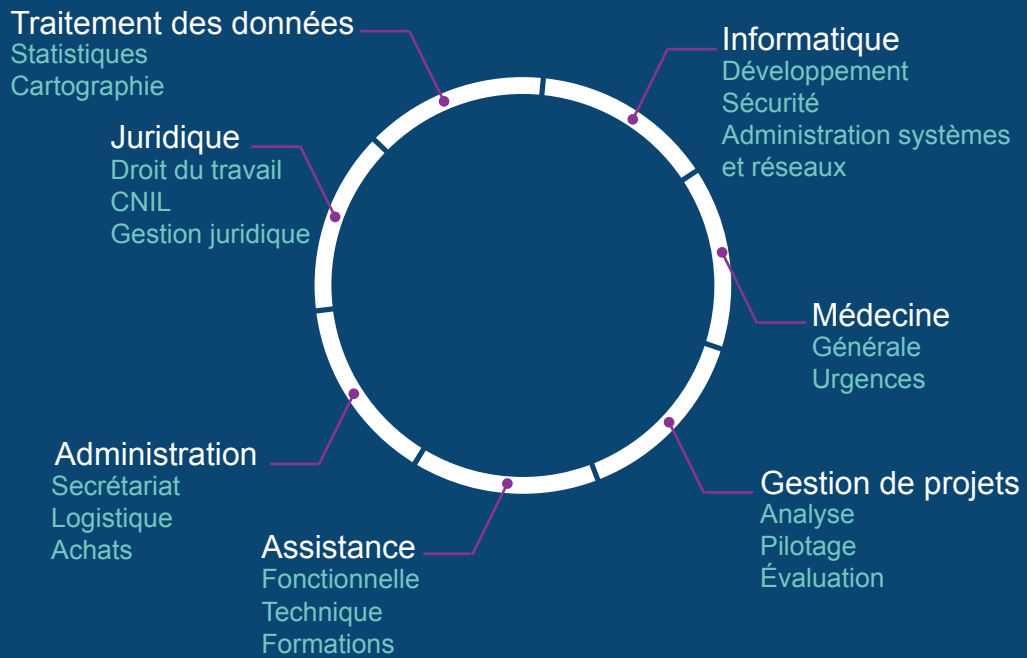 Traitement des données
Statistiques
Cartographie
Informatique
Développement
Sécurité
Administration systèmes
et réseaux
Juridique
Droit du travail
CNIL
Gestion juridique
Médecine
Générale
Urgences
Administration
Secrétariat
Logistique
Achats
Gestion de projets
Analyse
Pilotage
Évaluation
Assistance
Fonctionnelle
Technique
Formations